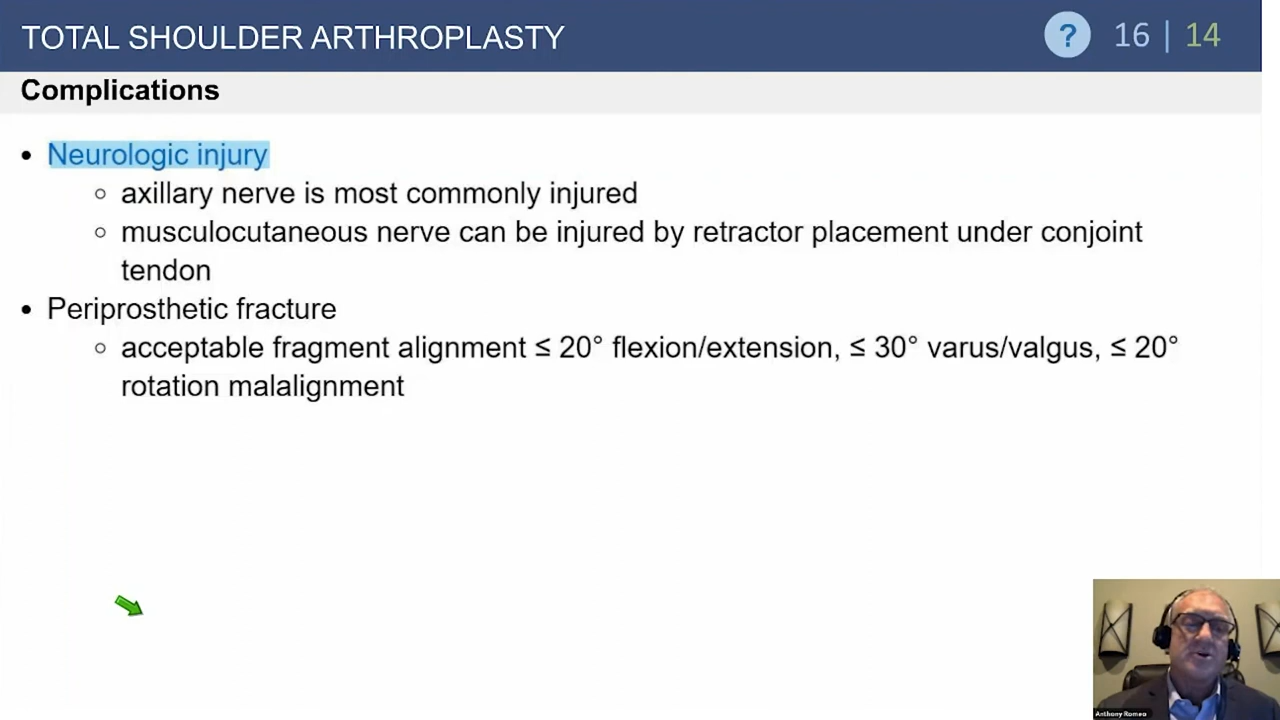 TOTAL SHOULDER ARTHROPLASTY
? 16 | 14
Complications
• Neurologic injury
○ axillary nerve is most commonly injured
○ musculocutaneous nerve can be injured by retractor placement under conjoint
tendon
• Periprosthetic fracture
○ acceptable fragment alignment ≤ 20° flexion/extension, ≤ 30° varus/valgus, ≤ 20°
rotation malalignment
Anthony Romeo